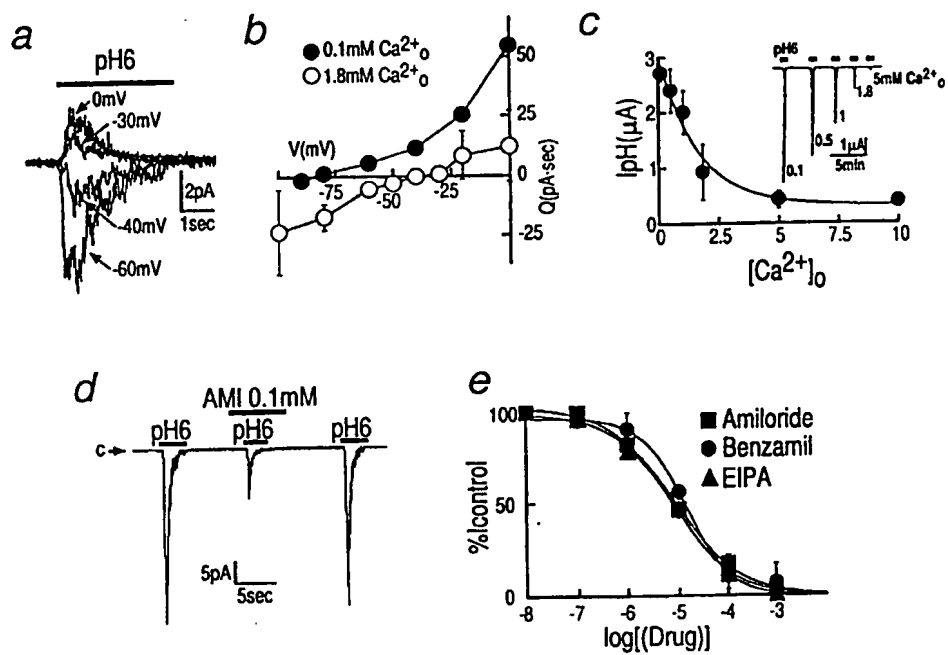 a
pH6
0mV
-30mV
-40mV
-60mV
2pA
1sec
b
0.1mM Ca²⁺o
1.8mM Ca²⁺o
V(mV)
-75
-50
-25
50
25
0
-25
Q(pA·sec)
c
IpH(µA)
3
2
1
0
0
2.5
5
7.5
10
[Ca²⁺]o
pH6
5mM Ca²⁺o
1.8
1
0.5
0.1
1µA
5min
d
AMI 0.1mM
pH6
pH6
pH6
c
5pA
5sec
e
%Icontrol
100
50
0
-8
-7
-6
-5
-4
-3
log[(Drug)]
Amiloride
Benzamil
EIPA